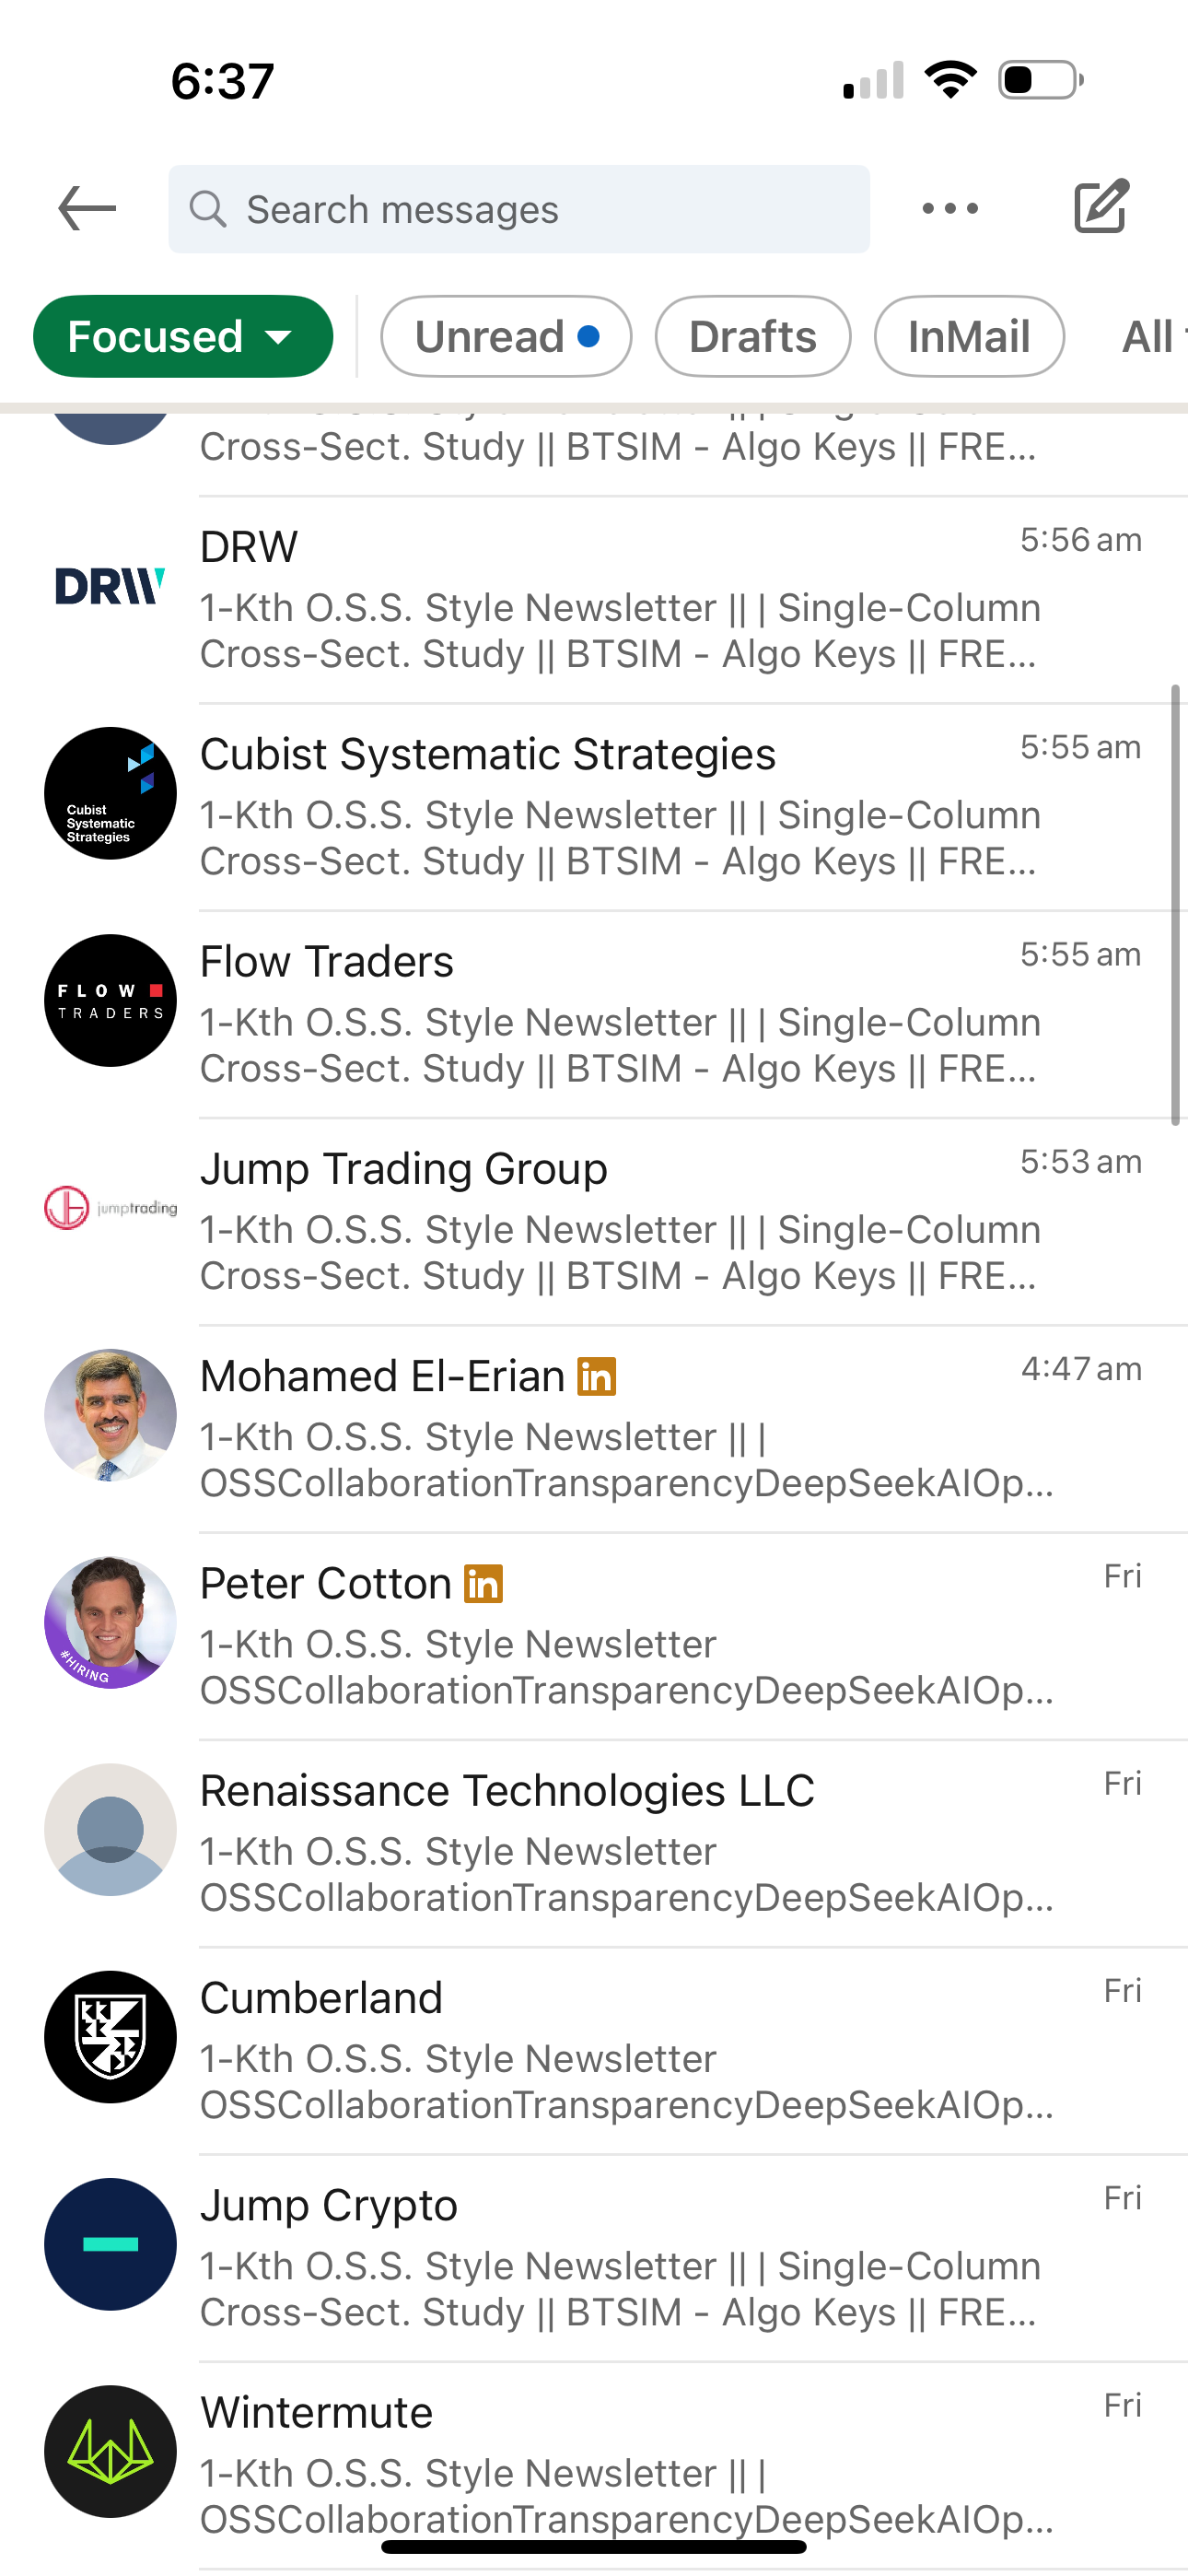 6:37
Search messages
Focused
Unread
Drafts
InMail
All
Cross-Sect. Study || BTSIM - Algo Keys || FRE...
DRW
5:56 am
DRW
1-Kth O.S.S. Style Newsletter || | Single-Column
Cross-Sect. Study || BTSIM - Algo Keys || FRE...
Cubist Systematic Strategies
5:55 am
Cubist
Systematic
Strategies
1-Kth O.S.S. Style Newsletter || | Single-Column
Cross-Sect. Study || BTSIM - Algo Keys || FRE...
Flow Traders
5:55 am
FLOW
TRADERS
1-Kth O.S.S. Style Newsletter || | Single-Column
Cross-Sect. Study || BTSIM - Algo Keys || FRE...
Jump Trading Group
5:53 am
jumptrading
1-Kth O.S.S. Style Newsletter || | Single-Column
Cross-Sect. Study || BTSIM - Algo Keys || FRE...
Mohamed El-Erian in
4:47 am
1-Kth O.S.S. Style Newsletter || |
OSSCollaborationTransparencyDeepSeekAIOp...
Peter Cotton in
Fri
#HIRING
1-Kth O.S.S. Style Newsletter
OSSCollaborationTransparencyDeepSeekAIOp...
Renaissance Technologies LLC
Fri
1-Kth O.S.S. Style Newsletter
OSSCollaborationTransparencyDeepSeekAIOp...
Cumberland
Fri
1-Kth O.S.S. Style Newsletter
OSSCollaborationTransparencyDeepSeekAIOp...
Jump Crypto
Fri
1-Kth O.S.S. Style Newsletter || | Single-Column
Cross-Sect. Study || BTSIM - Algo Keys || FRE...
Wintermute
Fri
1-Kth O.S.S. Style Newsletter || |
OSSCollaborationTransparencyDeepSeekAIOp...